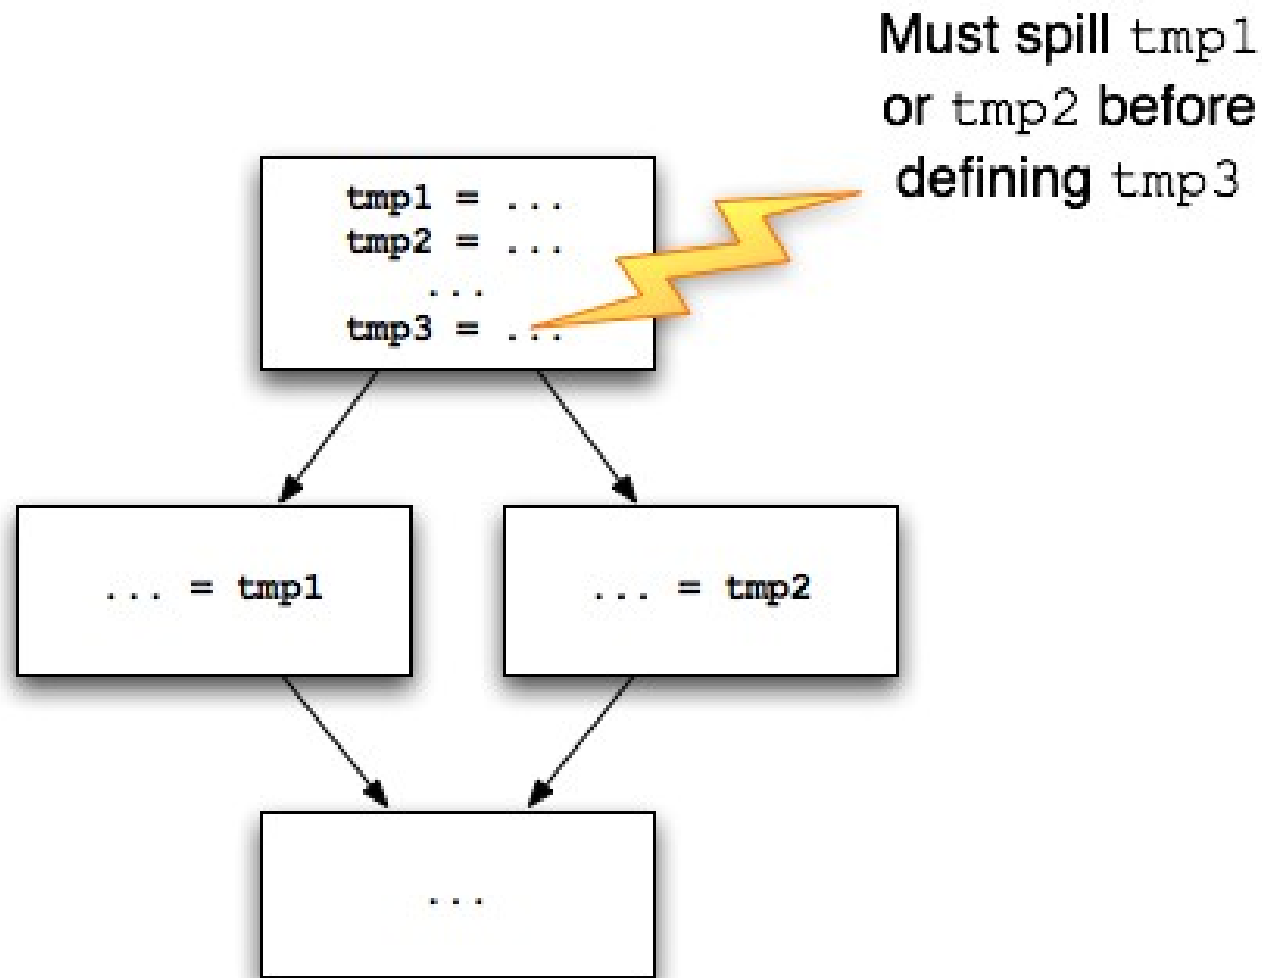 Must spill tmp1
or tmp2 before
defining tmp3
tmp1 = ...
tmp2 = ...
...
tmp3 = ...
... = tmp1
... = tmp2
...